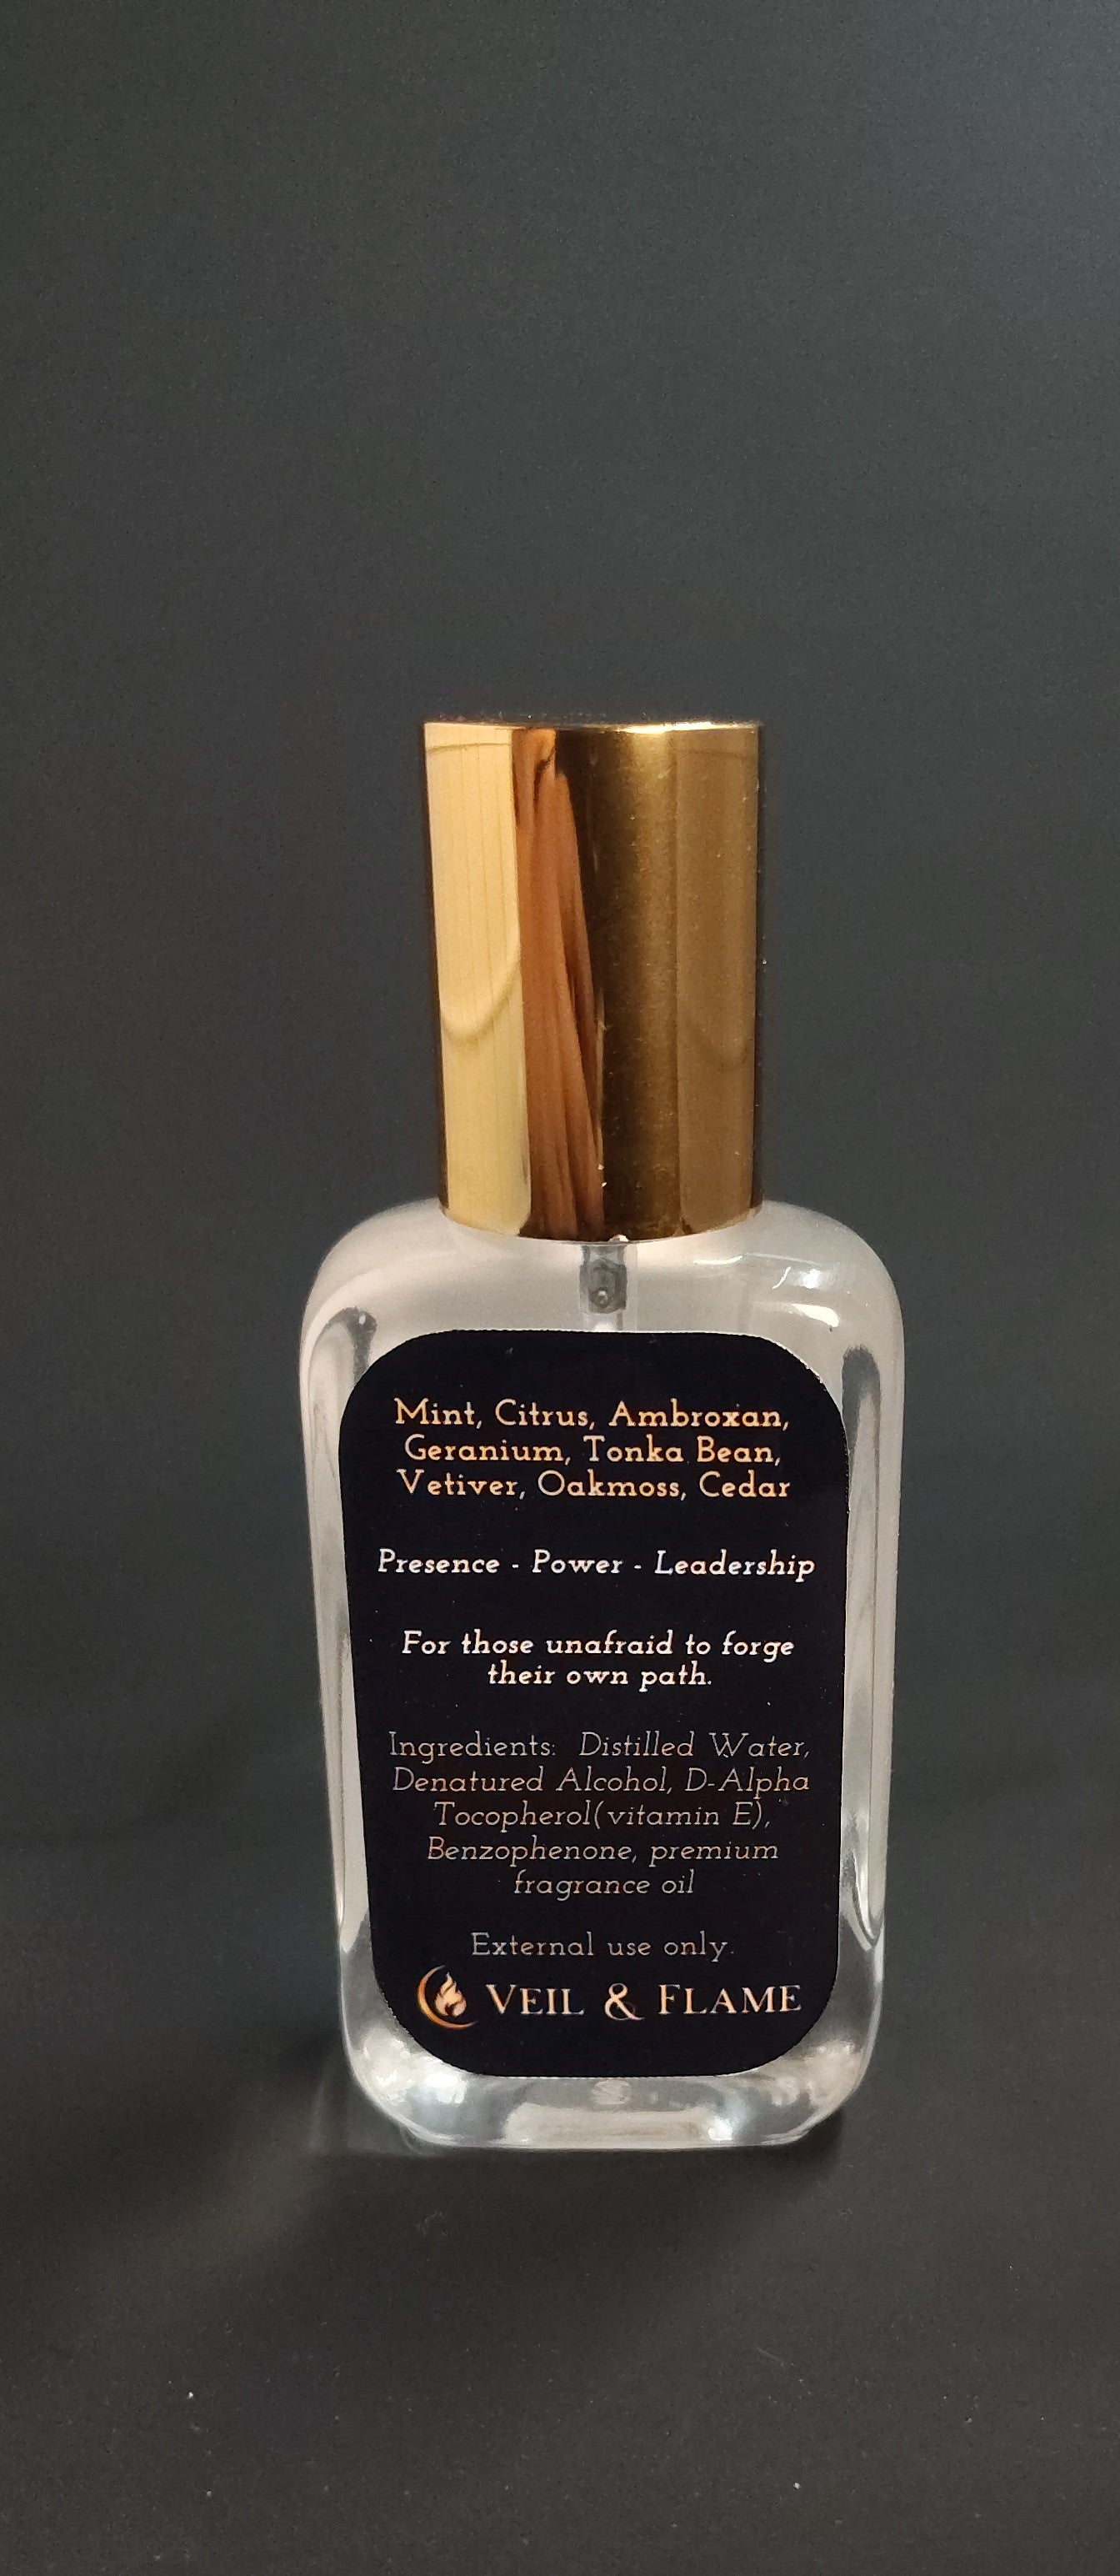 Mint, Citrus, Ambroxan,
Geranium, Tonka Bean,
Vetiver, Oakmoss, Cedar
Presence - Power - Leadership
For those unafraid to forge
their own path.
Ingredients: Distilled Water,
Denatured Alcohol, D-Alpha
Tocopherol(vitamin E),
Benzophenone, premium
fragrance oil
External use only.
VEIL & FLAME